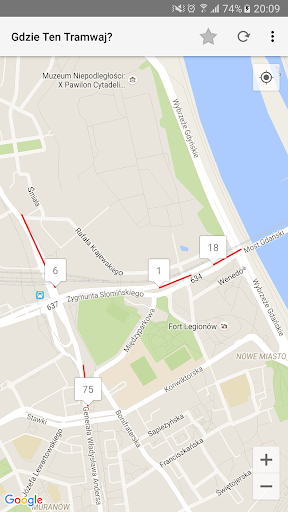 74% 20:09
Gdzie Ten Tramwaj?
Muzeum Niepodległości:
X Pawilon Cytadeli...
Wybrzeże Gdyńskie
Śmiała
Rafała Krajewskiego
18
Most Gdański
6
1
634
Wenedów
637
Zygmunta Słomińskiego
Wybrzeże Gdańskie
Międzyparkowa
Fort Legionów
NOWE MIASTO
75
Konwiktorska
Stawki
Generała Władysława Andersa
Bonifraterska
Sapieżyńska
Józefa Lewartowskiego
Franciszkańska
MURANÓW
Świętojerska
Google
+
−